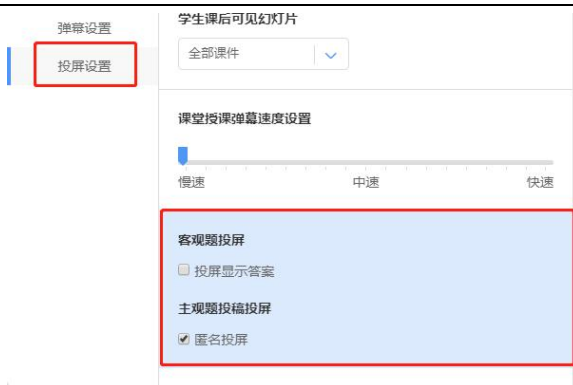 弹幕设置
投屏设置
学生课后可见幻灯片
全部课件
课堂授课弹幕速度设置
慢速 中速 快速
客观题投屏
投屏显示答案
主观题投稿投屏
匿名投屏